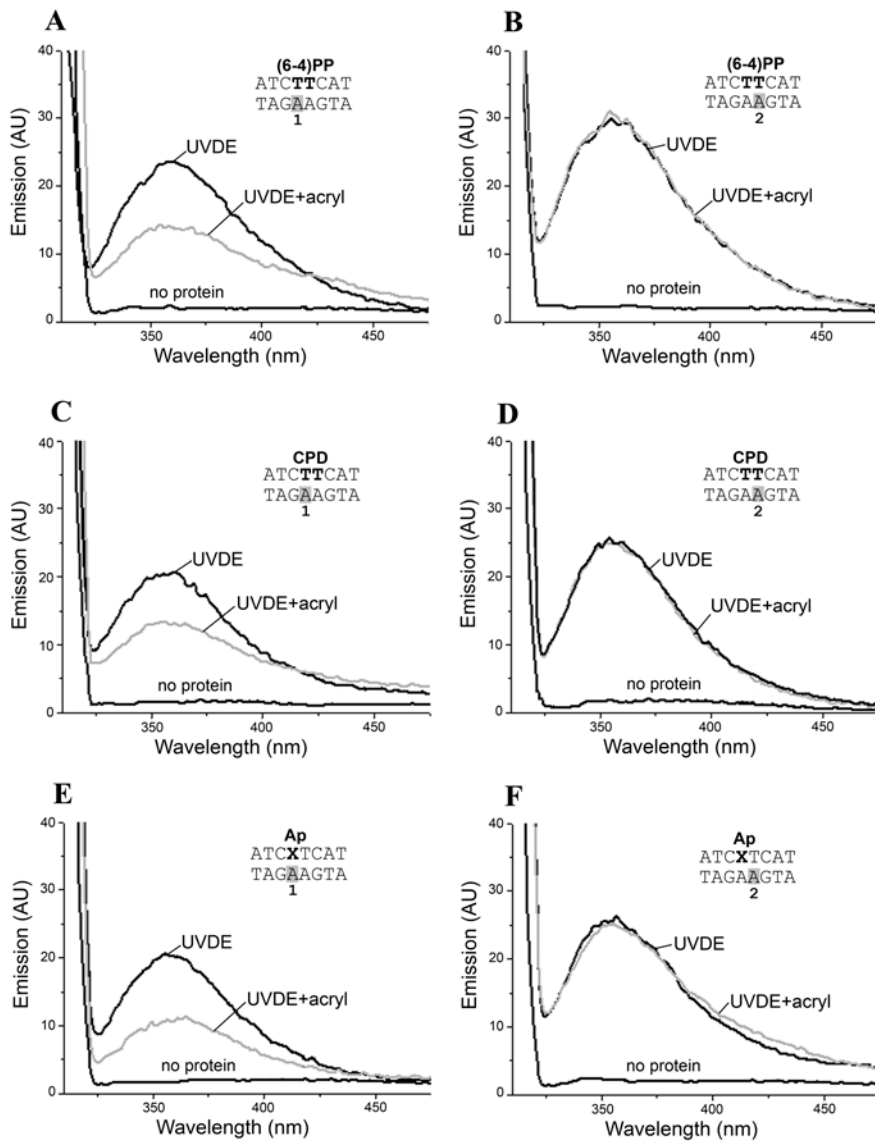 A
Emission (AU)
40
30
20
10
0
(6-4)PP
ATCTTCAT
TAGAAGTA
1
UVDE
UVDE+acryl
no protein
350
400
450
Wavelength (nm)
B
Emission (AU)
40
30
20
10
0
(6-4)PP
ATCTTCAT
TAGAAGTA
2
UVDE
UVDE+acryl
no protein
350
400
450
Wavelength (nm)
C
Emission (AU)
40
30
20
10
0
CPD
ATCTTCAT
TAGAAGTA
1
UVDE
UVDE+acryl
no protein
350
400
450
Wavelength (nm)
D
Emission (AU)
40
30
20
10
0
CPD
ATCTTCAT
TAGAAGTA
2
UVDE
UVDE+acryl
no protein
350
400
450
Wavelength (nm)
E
Emission (AU)
40
30
20
10
0
Ap
ATCXTCAT
TAGAAGTA
1
UVDE
UVDE+acryl
no protein
350
400
450
Wavelength (nm)
F
Emission (AU)
40
30
20
10
0
Ap
ATCXTCAT
TAGAAGTA
2
UVDE
UVDE+acryl
no protein
350
400
450
Wavelength (nm)